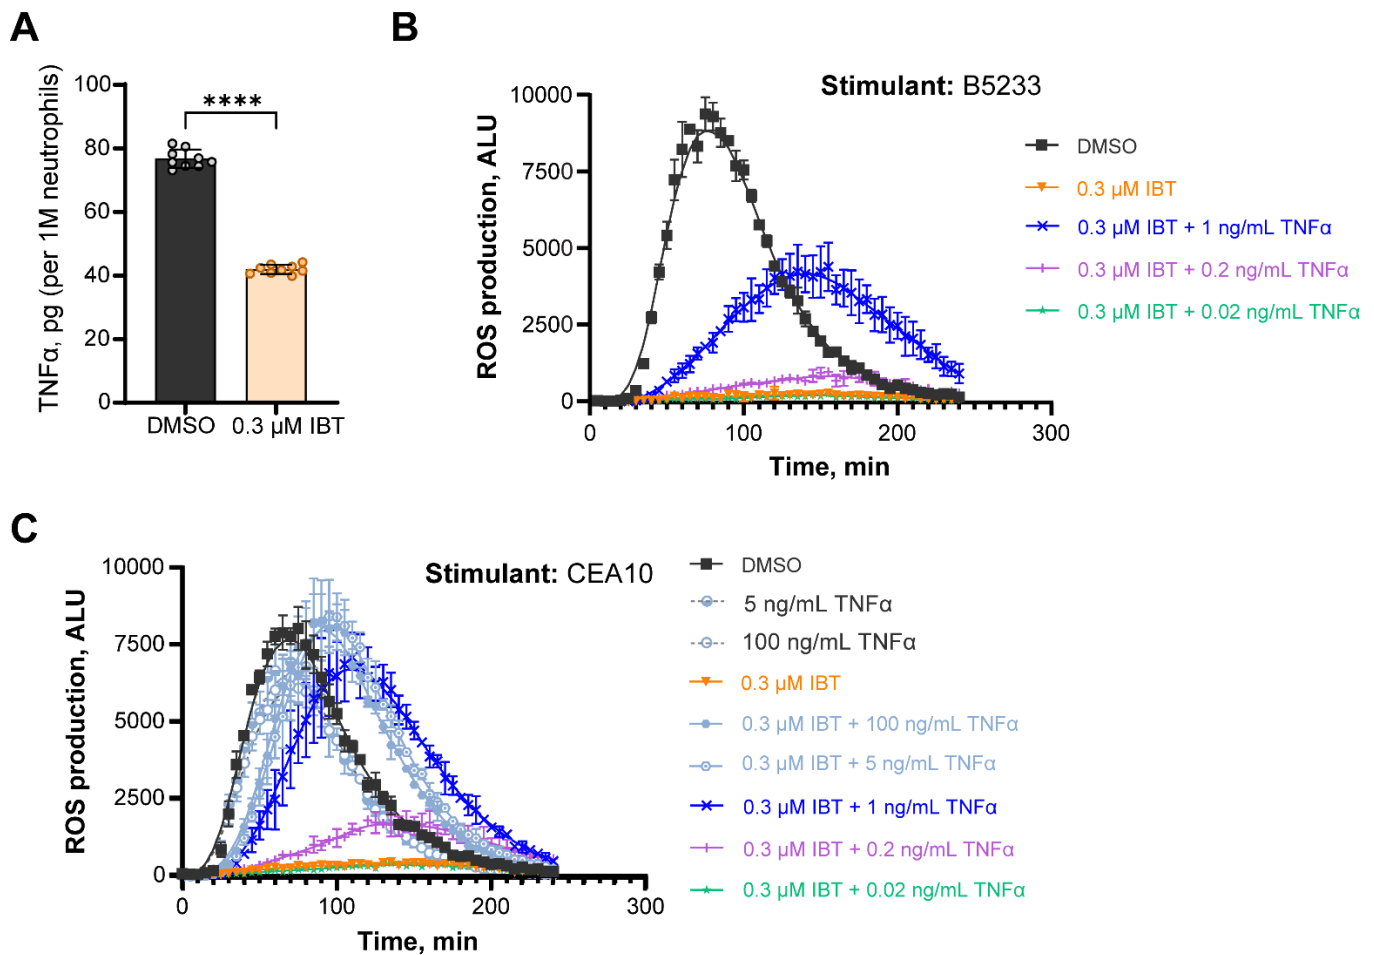 A
TNFα, pg (per 1M neutrophils)
100
80
60
40
20
0
****
DMSO
0.3 µM IBT
B
Stimulant: B5233
ROS production, ALU
10000
7500
5000
2500
0
0
100
200
300
Time, min
DMSO
0.3 µM IBT
0.3 µM IBT + 1 ng/mL TNFα
0.3 µM IBT + 0.2 ng/mL TNFα
0.3 µM IBT + 0.02 ng/mL TNFα
C
Stimulant: CEA10
ROS production, ALU
10000
7500
5000
2500
0
0
100
200
300
Time, min
DMSO
5 ng/mL TNFα
100 ng/mL TNFα
0.3 µM IBT
0.3 µM IBT + 100 ng/mL TNFα
0.3 µM IBT + 5 ng/mL TNFα
0.3 µM IBT + 1 ng/mL TNFα
0.3 µM IBT + 0.2 ng/mL TNFα
0.3 µM IBT + 0.02 ng/mL TNFα